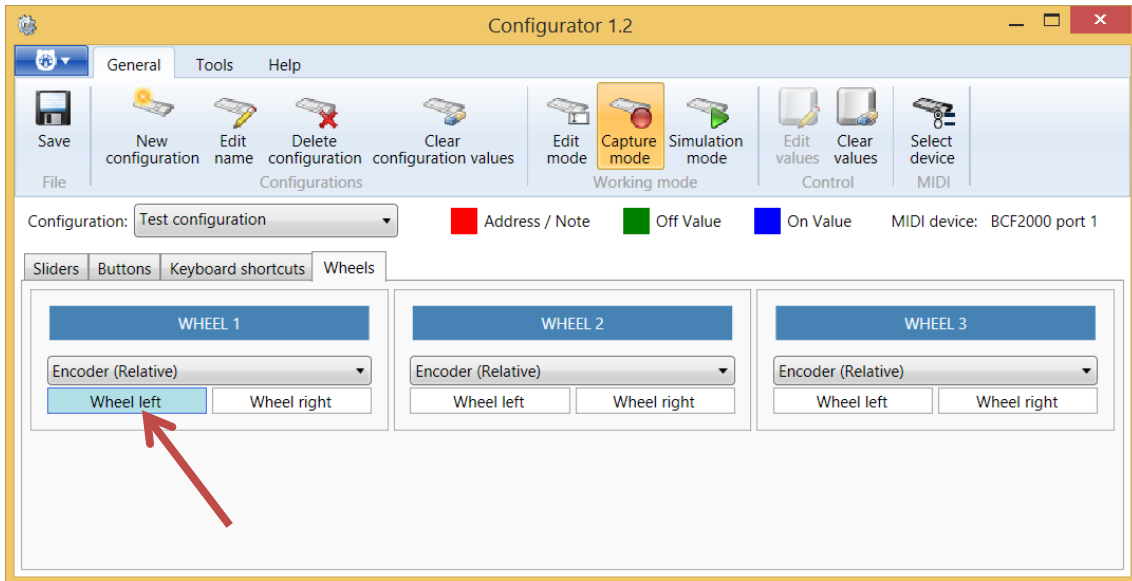 Configurator 1.2
General Tools Help
Save New configuration Edit name Delete configuration Clear configuration values Edit mode Capture mode Simulation mode Edit values Clear values Select device
File Configurations Working mode Control MIDI
Configuration: Test configuration Address / Note Off Value On Value MIDI device: BCF2000 port 1
Sliders Buttons Keyboard shortcuts Wheels
WHEEL 1 WHEEL 2 WHEEL 3
Encoder (Relative) Encoder (Relative) Encoder (Relative)
Wheel left Wheel right Wheel left Wheel right Wheel left Wheel right